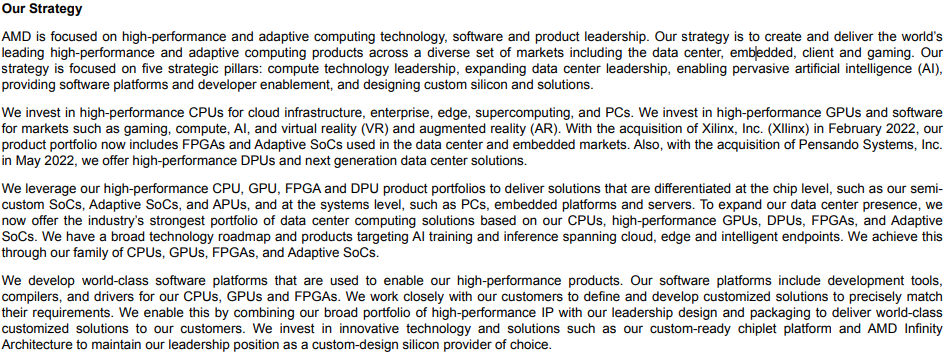 Our Strategy
AMD is focused on high-performance and adaptive computing technology, software and product leadership. Our strategy is to create and deliver the world’s
leading high-performance and adaptive computing products across a diverse set of markets including the data center, embedded, client and gaming. Our
strategy is focused on five strategic pillars: compute technology leadership, expanding data center leadership, enabling pervasive artificial intelligence (AI),
providing software platforms and developer enablement, and designing custom silicon and solutions.
We invest in high-performance CPUs for cloud infrastructure, enterprise, edge, supercomputing, and PCs. We invest in high-performance GPUs and software
for markets such as gaming, compute, AI, and virtual reality (VR) and augmented reality (AR). With the acquisition of Xilinx, Inc. (XIlinx) in February 2022, our
product portfolio now includes FPGAs and Adaptive SoCs used in the data center and embedded markets. Also, with the acquisition of Pensando Systems, Inc.
in May 2022, we offer high-performance DPUs and next generation data center solutions.
We leverage our high-performance CPU, GPU, FPGA and DPU product portfolios to deliver solutions that are differentiated at the chip level, such as our semi-
custom SoCs, Adaptive SoCs, and APUs, and at the systems level, such as PCs, embedded platforms and servers. To expand our data center presence, we
now offer the industry’s strongest portfolio of data center computing solutions based on our CPUs, high-performance GPUs, DPUs, FPGAs, and Adaptive
SoCs. We have a broad technology roadmap and products targeting AI training and inference spanning cloud, edge and intelligent endpoints. We achieve this
through our family of CPUs, GPUs, FPGAs, and Adaptive SoCs.
We develop world-class software platforms that are used to enable our high-performance products. Our software platforms include development tools,
compilers, and drivers for our CPUs, GPUs and FPGAs. We work closely with our customers to define and develop customized solutions to precisely match
their requirements. We enable this by combining our broad portfolio of high-performance IP with our leadership design and packaging to deliver world-class
customized solutions to our customers. We invest in innovative technology and solutions such as our custom-ready chiplet platform and AMD Infinity
Architecture to maintain our leadership position as a custom-design silicon provider of choice.